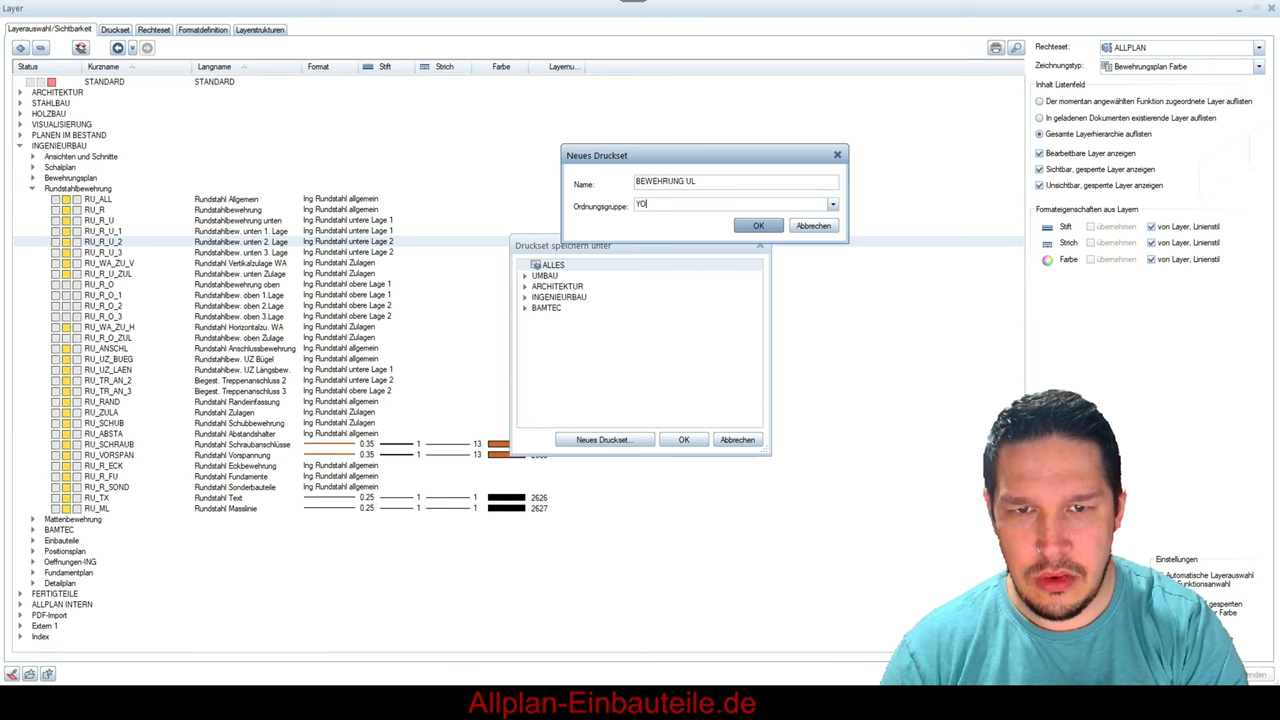 Layer
Layerauswahl/Sichtbarkeit Druckset Rechteset Formatdefinition Layerstrukturen
Status Kurzname Langname Format Stift Strich Farbe Layernu...
STANDARD STANDARD
ARCHITEKTUR
STAHLBAU
HOLZBAU
VISUALISIERUNG
PLANEN IM BESTAND
INGENIEURBAU
Ansichten und Schnitte
Schalplan
Bewehrungsplan
Rundstahlbewehrung
RU_ALL Rundstahl Allgemein Ing Rundstahl allgemein
RU_R Rundstahlbewehrung Ing Rundstahl allgemein
RU_R_U Rundstahlbewehrung unten Ing Rundstahl untere Lage 1
RU_R_U_1 Rundstahlbew. unten 1. Lage Ing Rundstahl untere Lage 1
RU_R_U_2 Rundstahlbew. unten 2. Lage Ing Rundstahl untere Lage 2
RU_R_U_3 Rundstahlbew. unten 3. Lage Ing Rundstahl untere Lage 2
RU_WA_ZU_V Rundstahl Vertikalzulage WA Ing Rundstahl Zulagen
RU_R_U_ZUL Rundstahlbew. unten Zulage Ing Rundstahl Zulagen
RU_R_O Rundstahlbewehrung oben Ing Rundstahl obere Lage 1
RU_R_O_1 Rundstahlbew. oben 1.Lage Ing Rundstahl obere Lage 1
RU_R_O_2 Rundstahlbew. oben 2.Lage Ing Rundstahl obere Lage 2
RU_R_O_3 Rundstahlbew. oben 3.Lage Ing Rundstahl obere Lage 2
RU_WA_ZU_H Rundstahl Horizontalzu. WA Ing Rundstahl Zulagen
RU_R_O_ZUL Rundstahlbew. oben Zulage Ing Rundstahl Zulagen
RU_ANSCHL Rundstahl Anschlussbewehrung Ing Rundstahl allgemein
RU_UZ_BUEG Rundstahlbew. UZ Bügel Ing Rundstahl allgemein
RU_UZ_LAEN Rundstahlbew. UZ Längsbew. Ing Rundstahl untere Lage 1
RU_TR_AN_2 Biegest. Treppenanschluss 2 Ing Rundstahl untere Lage 2
RU_TR_AN_3 Biegest. Treppenanschluss 3 Ing Rundstahl obere Lage 2
RU_RAND Rundstahl Randeinfassung Ing Rundstahl allgemein
RU_ZULA Rundstahl Zulagen Ing Rundstahl Zulagen
RU_SCHUB Rundstahl Schubbewehrung Ing Rundstahl Zulagen
RU_ABSTA Rundstahl Abstandshalter Ing Rundstahl allgemein
RU_SCHRAUB Rundstahl Schraubanschlüsse 0.35 1 13
RU_VORSPAN Rundstahl Vorspannung 0.35 1 13
RU_R_ECK Rundstahl Eckbewehrung Ing Rundstahl allgemein
RU_R_FU Rundstahl Fundamente Ing Rundstahl allgemein
RU_R_SOND Rundstahl Sonderbauteile Ing Rundstahl allgemein
RU_TX Rundstahl Text 0.25 1 1 2626
RU_ML Rundstahl Masslinie 0.25 1 1 2627
Mattenbewehrung
BAMTEC
Einbauteile
Positionsplan
Oeffnungen-ING
Fundamentplan
Detailplan
FERTIGTEILE
ALLPLAN INTERN
PDF-Import
Extern 1
Index
Neues Druckset
Name: BEWEHRUNG UL
Ordnungsgruppe: YO
OK Abbrechen
Druckset speichern unter
ALLES
UMBAU
ARCHITEKTUR
INGENIEURBAU
BAMTEC
Neues Druckset... OK Abbrechen
Rechteset: ALLPLAN
Zeichnungstyp: Bewehrungsplan Farbe
Inhalt Listenfeld
Der momentan angewählten Funktion zugeordnete Layer auflisten
In geladenen Dokumenten existierende Layer auflisten
Gesamte Layerhierarchie auflisten
Bearbeitbare Layer anzeigen
Sichtbar, gesperrte Layer anzeigen
Unsichtbar, gesperrte Layer anzeigen
Formateigenschaften aus Layern
Stift übernehmen von Layer, Linienstil
Strich übernehmen von Layer, Linienstil
Farbe übernehmen von Layer, Linienstil
Einstellungen
Automatische Layerauswahl
gesperrten
Farbe
Allplan-Einbauteile.de